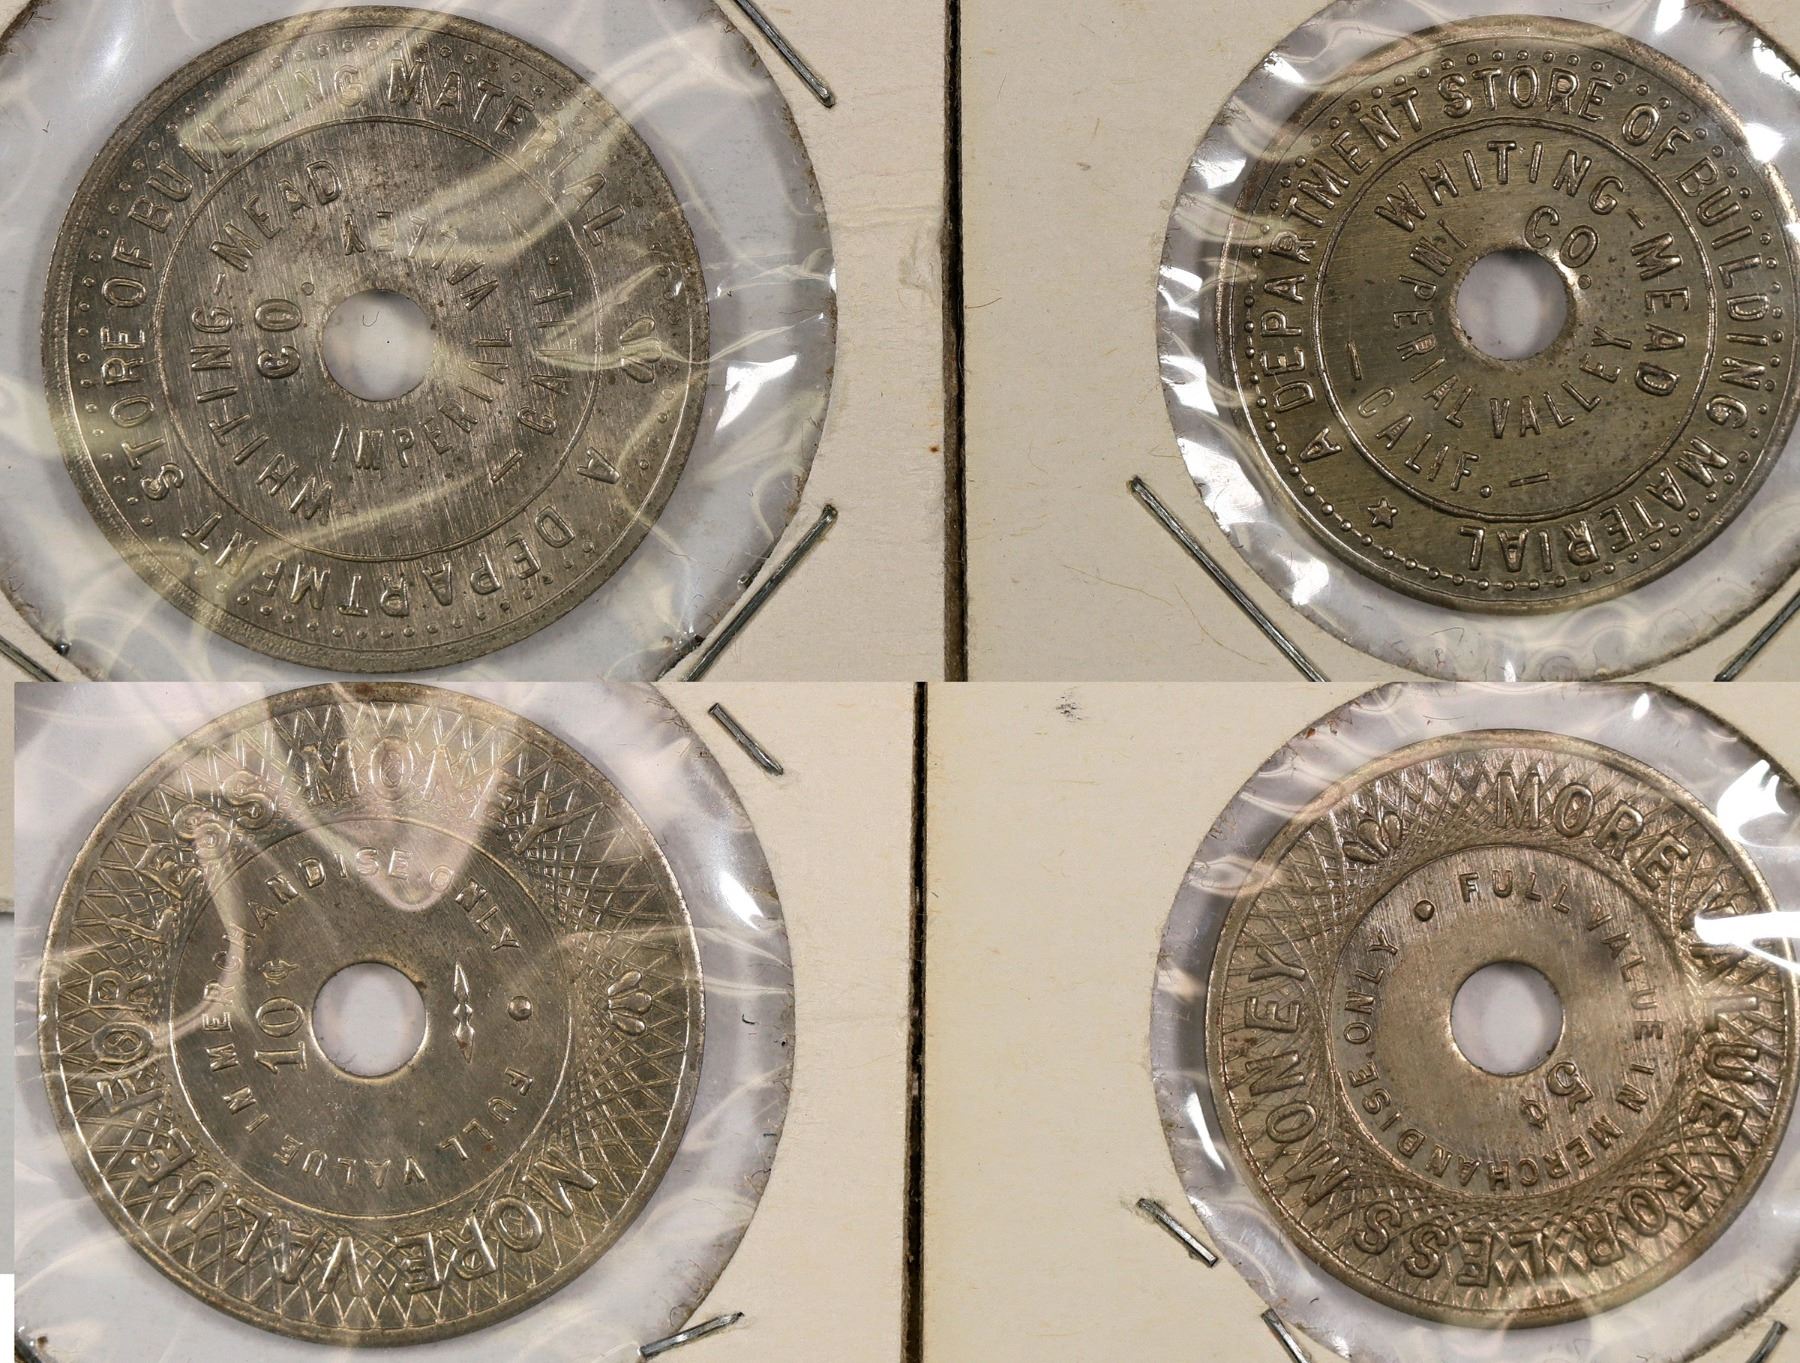 A DEPARTMENT STORE OF BUILDING MATERIAL
WHITING-MEAD
CO.
IMPERIAL VALLEY
— CALIF.
A DEPARTMENT STORE OF BUILDING MATERIAL
WHITING-MEAD
CO.
IMPERIAL VALLEY
— CALIF. —
MORE VALUE FOR LESS MONEY
FULL VALUE IN MERCHANDISE ONLY
10¢
MORE VALUE FOR LESS MONEY
FULL VALUE IN MERCHANDISE ONLY
5¢